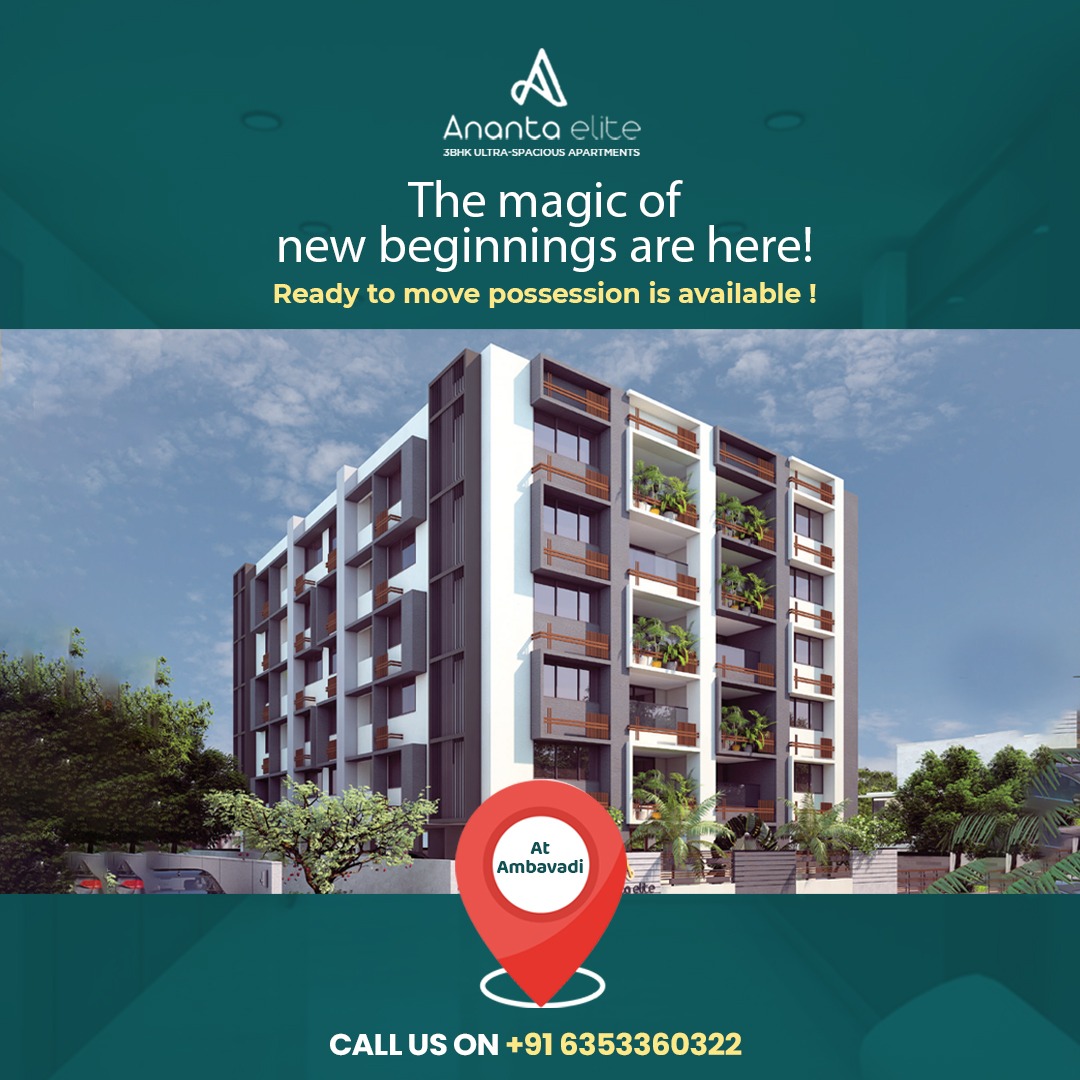 Ananta elite
3BHK ULTRA-SPACIOUS APARTMENTS
The magic of
new beginnings are here!
Ready to move possession is available !
At
Ambavadi
elite
CALL US ON +91 6353360322